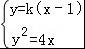 y=k(x-1)
y²=4x